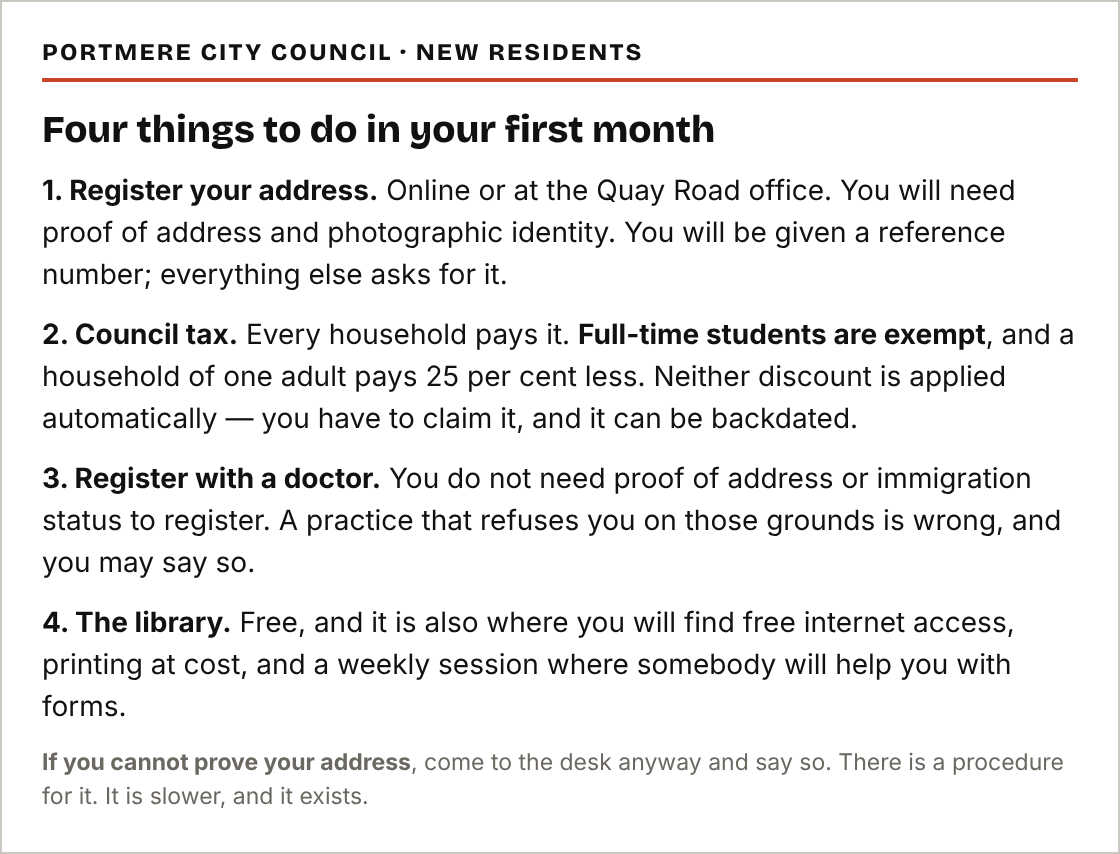 PORTMERE CITY COUNCIL · NEW RESIDENTS
Four things to do in your first month
1. Register your address. Online or at the Quay Road office. You will need
proof of address and photographic identity. You will be given a reference
number; everything else asks for it.
2. Council tax. Every household pays it. Full-time students are exempt, and a
household of one adult pays 25 per cent less. Neither discount is applied
automatically — you have to claim it, and it can be backdated.
3. Register with a doctor. You do not need proof of address or immigration
status to register. A practice that refuses you on those grounds is wrong, and
you may say so.
4. The library. Free, and it is also where you will find free internet access,
printing at cost, and a weekly session where somebody will help you with
forms.
If you cannot prove your address, come to the desk anyway and say so. There is a procedure
for it. It is slower, and it exists.